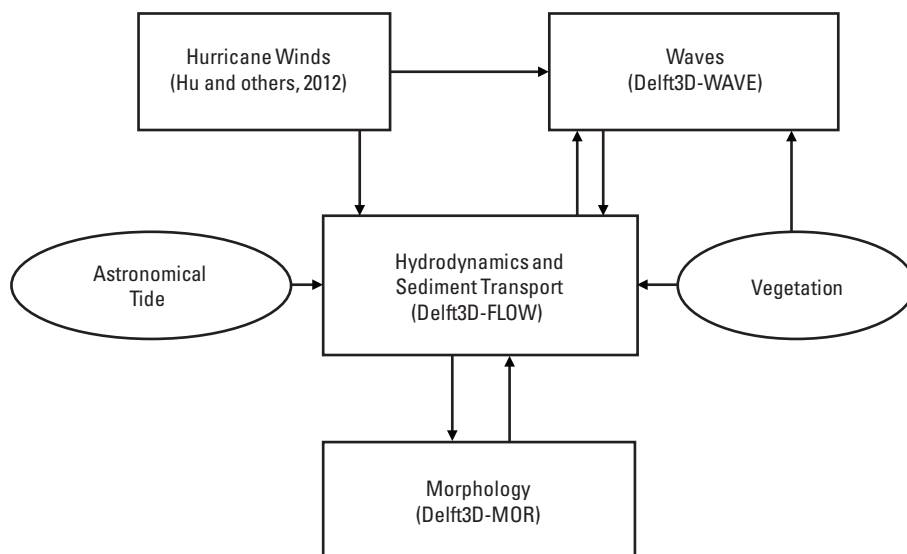 Hurricane Winds
(Hu and others, 2012)
Waves
(Delft3D-WAVE)
Astronomical
Tide
Hydrodynamics and
Sediment Transport
(Delft3D-FLOW)
Vegetation
Morphology
(Delft3D-MOR)